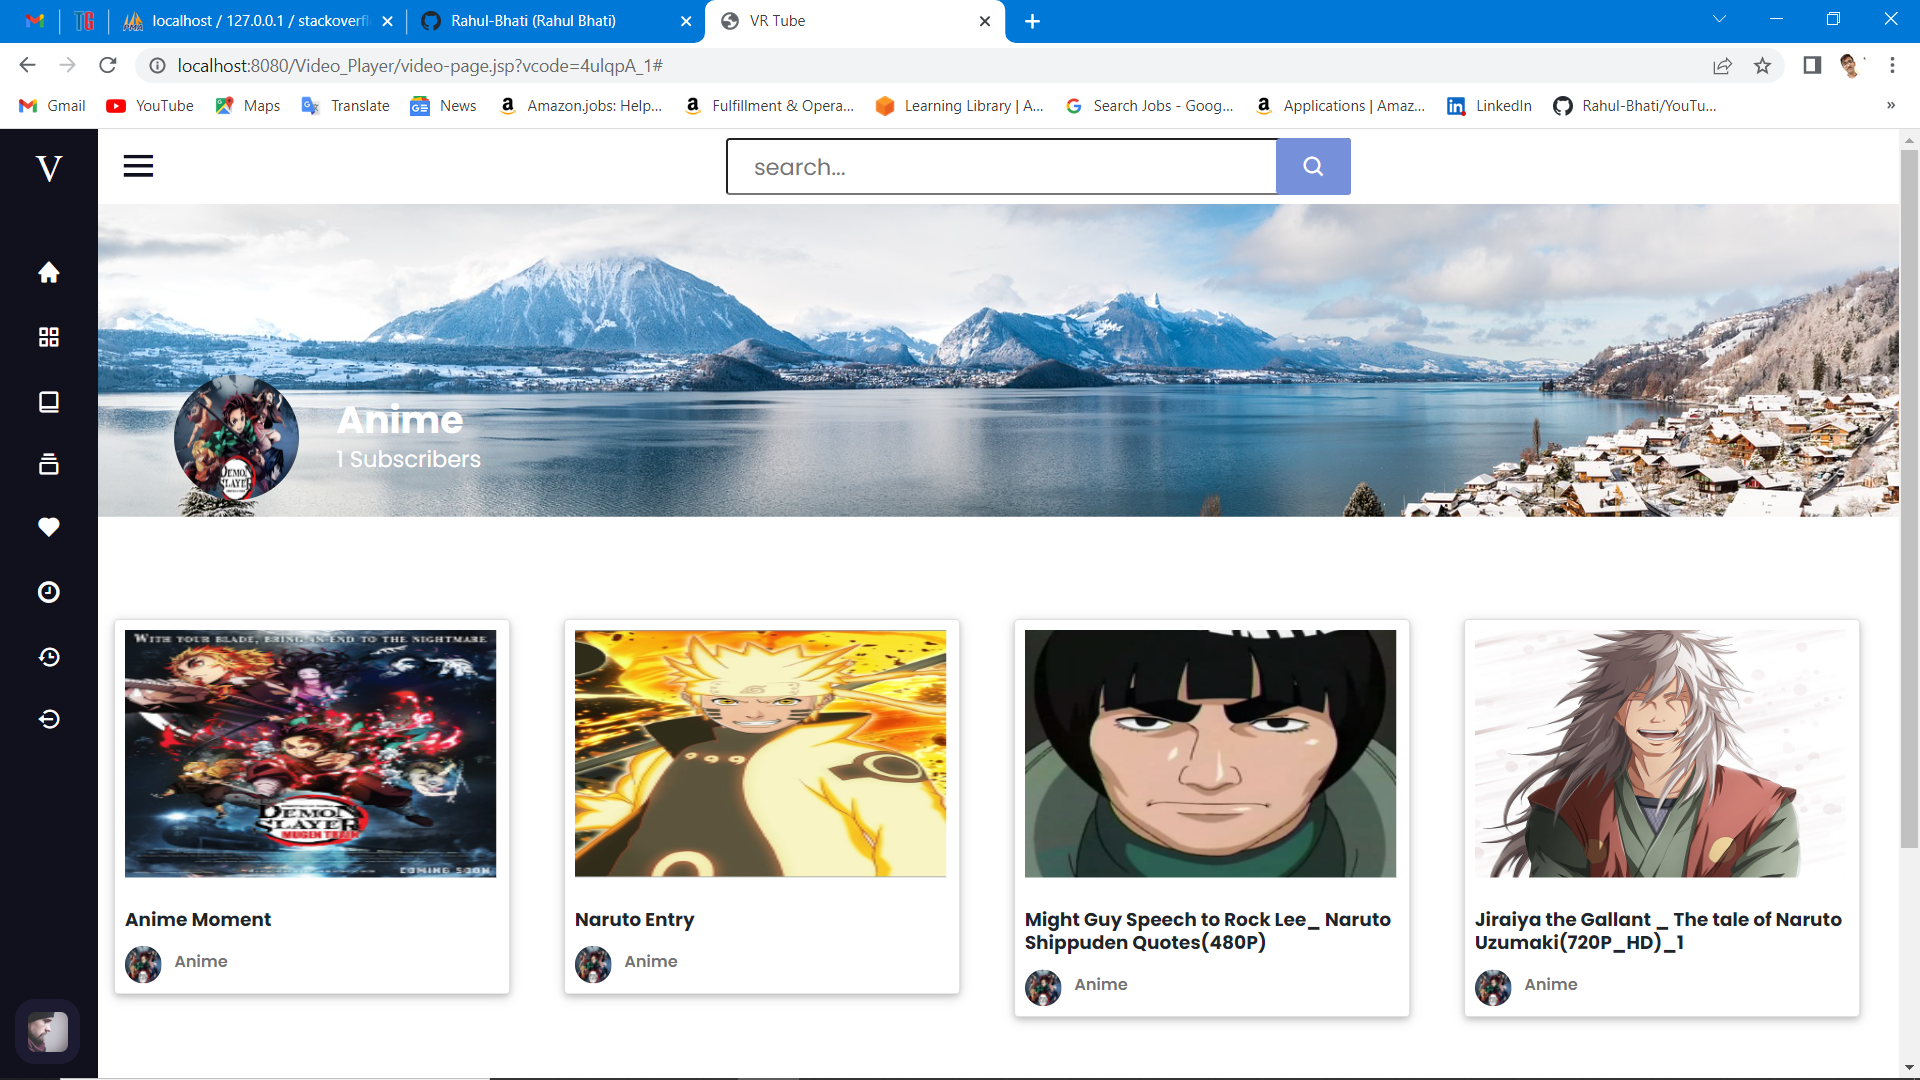 localhost / 127.0.0.1 / stackoverfl
Rahul-Bhati (Rahul Bhati)
VR Tube
localhost:8080/Video_Player/video-page.jsp?vcode=4ulqpA_1#
Gmail
YouTube
Maps
Translate
News
Amazon.jobs: Help...
Fulfillment & Opera...
Learning Library | A...
Search Jobs - Goog...
Applications | Amaz...
LinkedIn
Rahul-Bhati/YouTu...
»
V
search...
Anime
1 Subscribers
WITH YOUR BLADE, BRING AN END TO THE NIGHTMARE
DEMON
SLAYER
MUGEN TRAIN
COMING SOON
Anime Moment
Anime
Naruto Entry
Anime
Might Guy Speech to Rock Lee_ Naruto
Shippuden Quotes(480P)
Anime
Jiraiya the Gallant _ The tale of Naruto
Uzumaki(720P_HD)_1
Anime